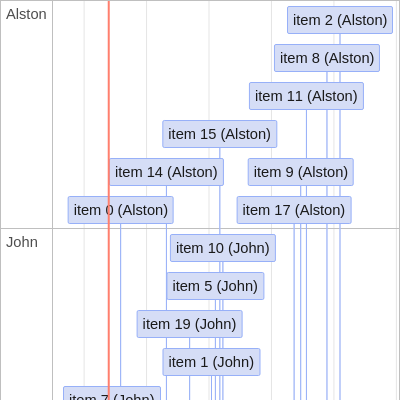 Alston
item 2 (Alston)
item 8 (Alston)
item 11 (Alston)
item 15 (Alston)
item 14 (Alston)
item 9 (Alston)
item 0 (Alston)
item 17 (Alston)
John
item 10 (John)
item 5 (John)
item 19 (John)
item 1 (John)
item 7 (John)